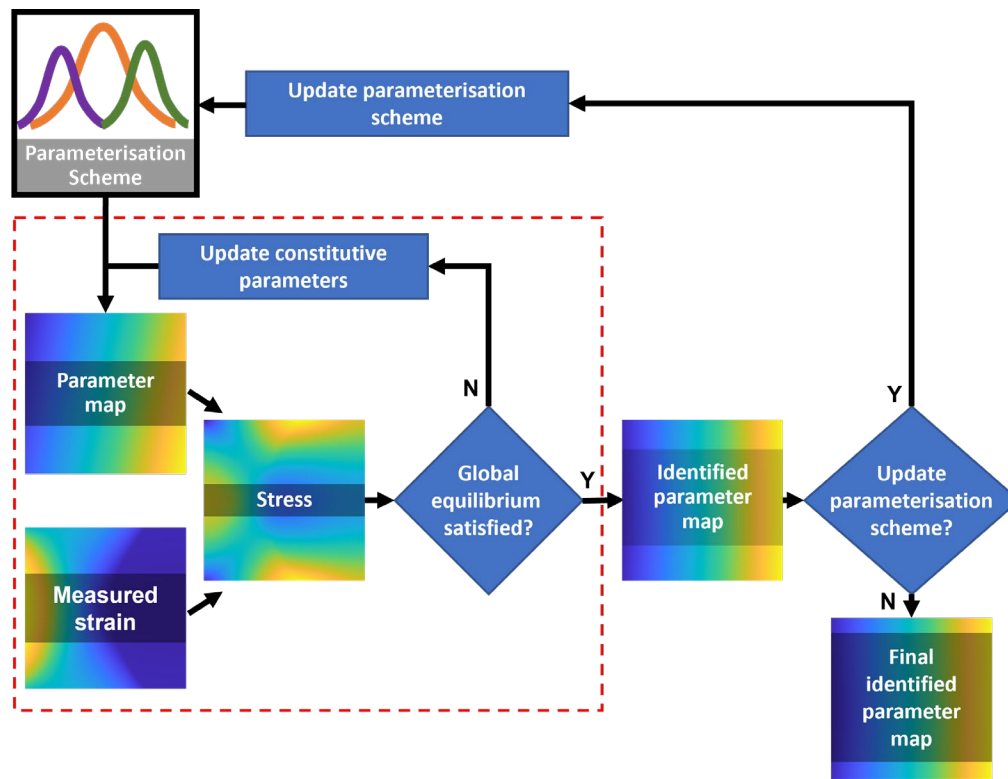 Update parameterisation
scheme
Parameterisation
Scheme
Update constitutive
parameters
Parameter
map
N
Y
Stress
Global
equilibrium
satisfied?
Y
Identified
parameter
map
Update
parameterisation
scheme?
Measured
strain
N
Final
identified
parameter
map